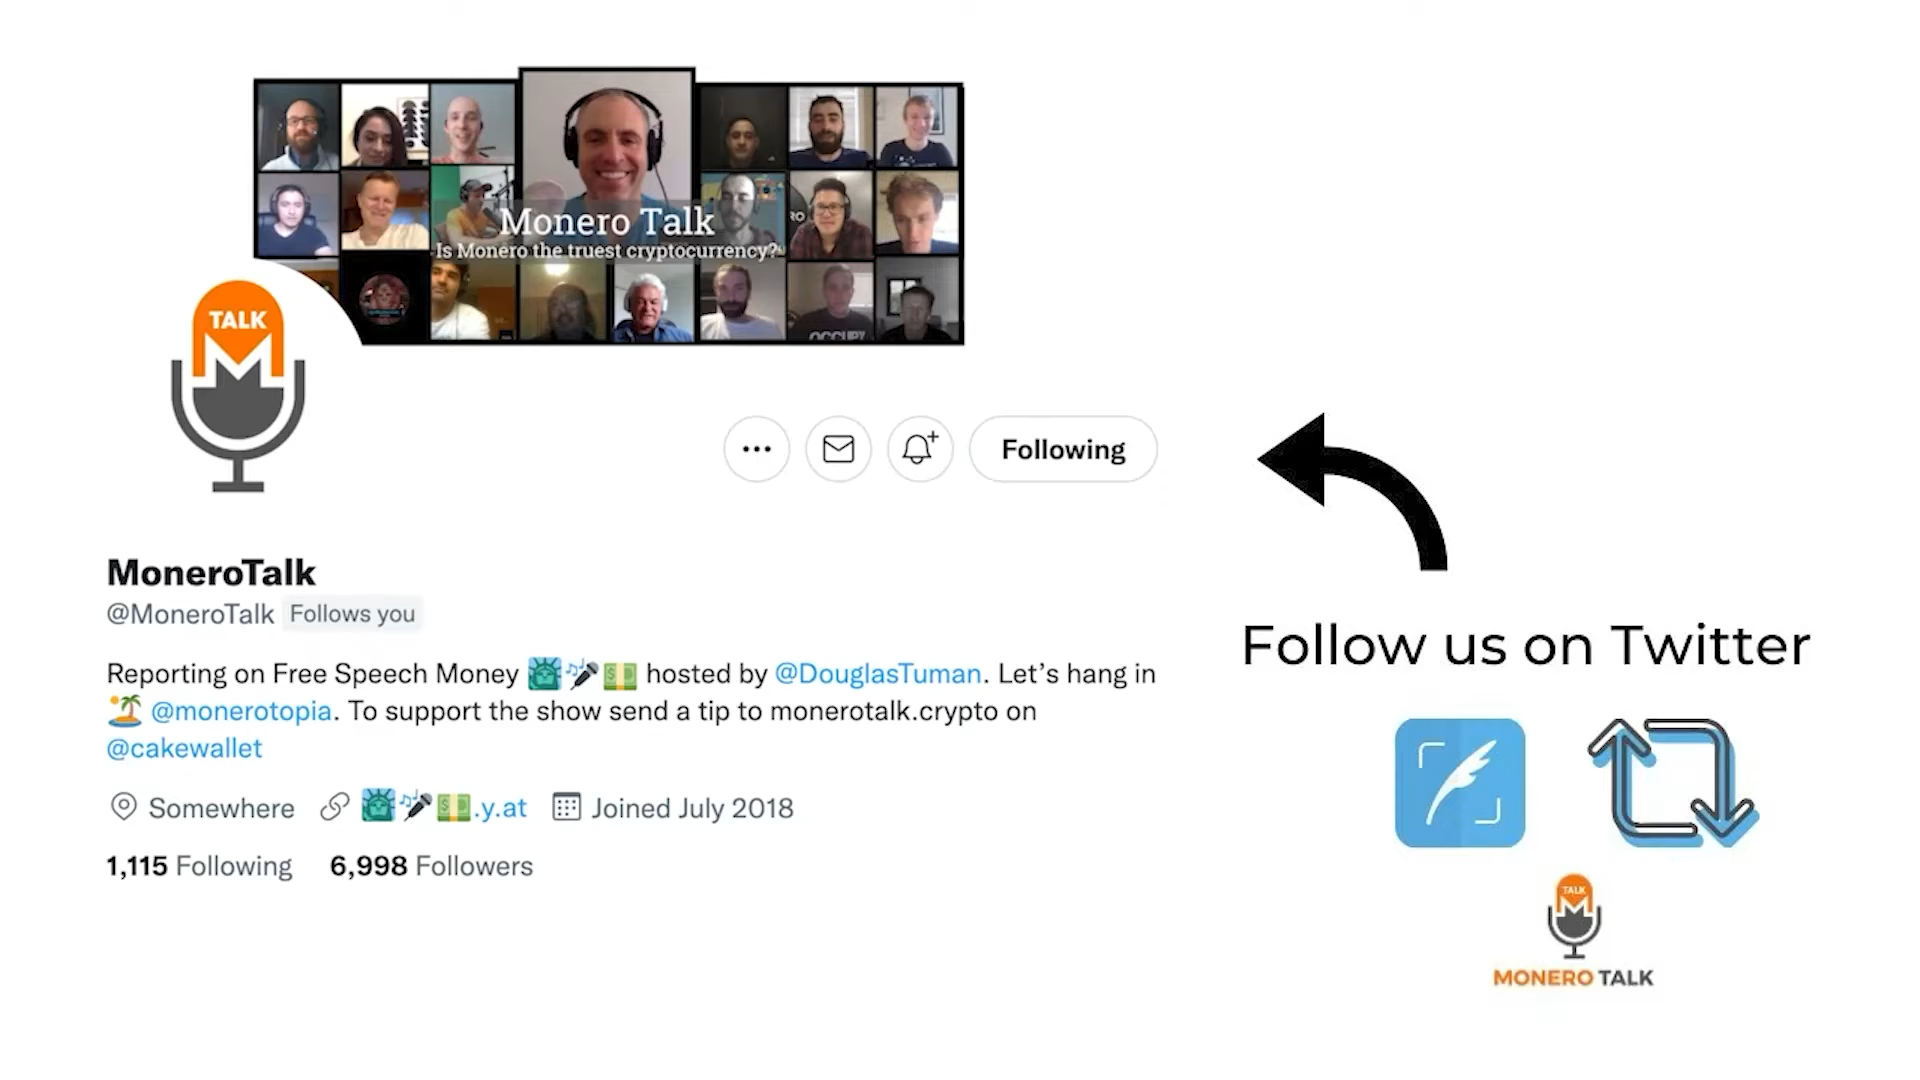 Monero Talk
Is Monero the truest cryptocurrency?
RO
OCCUPY
TALK
Following
MoneroTalk
@MoneroTalk Follows you
Reporting on Free Speech Money 🗽🎤💵 hosted by @DouglasTuman. Let’s hang in
🏝 @monerotopia. To support the show send a tip to monerotalk.crypto on
@cakewallet
Somewhere 🗽🎤💵.y.at Joined July 2018
1,115 Following 6,998 Followers
Follow us on Twitter
TALK
MONERO TALK